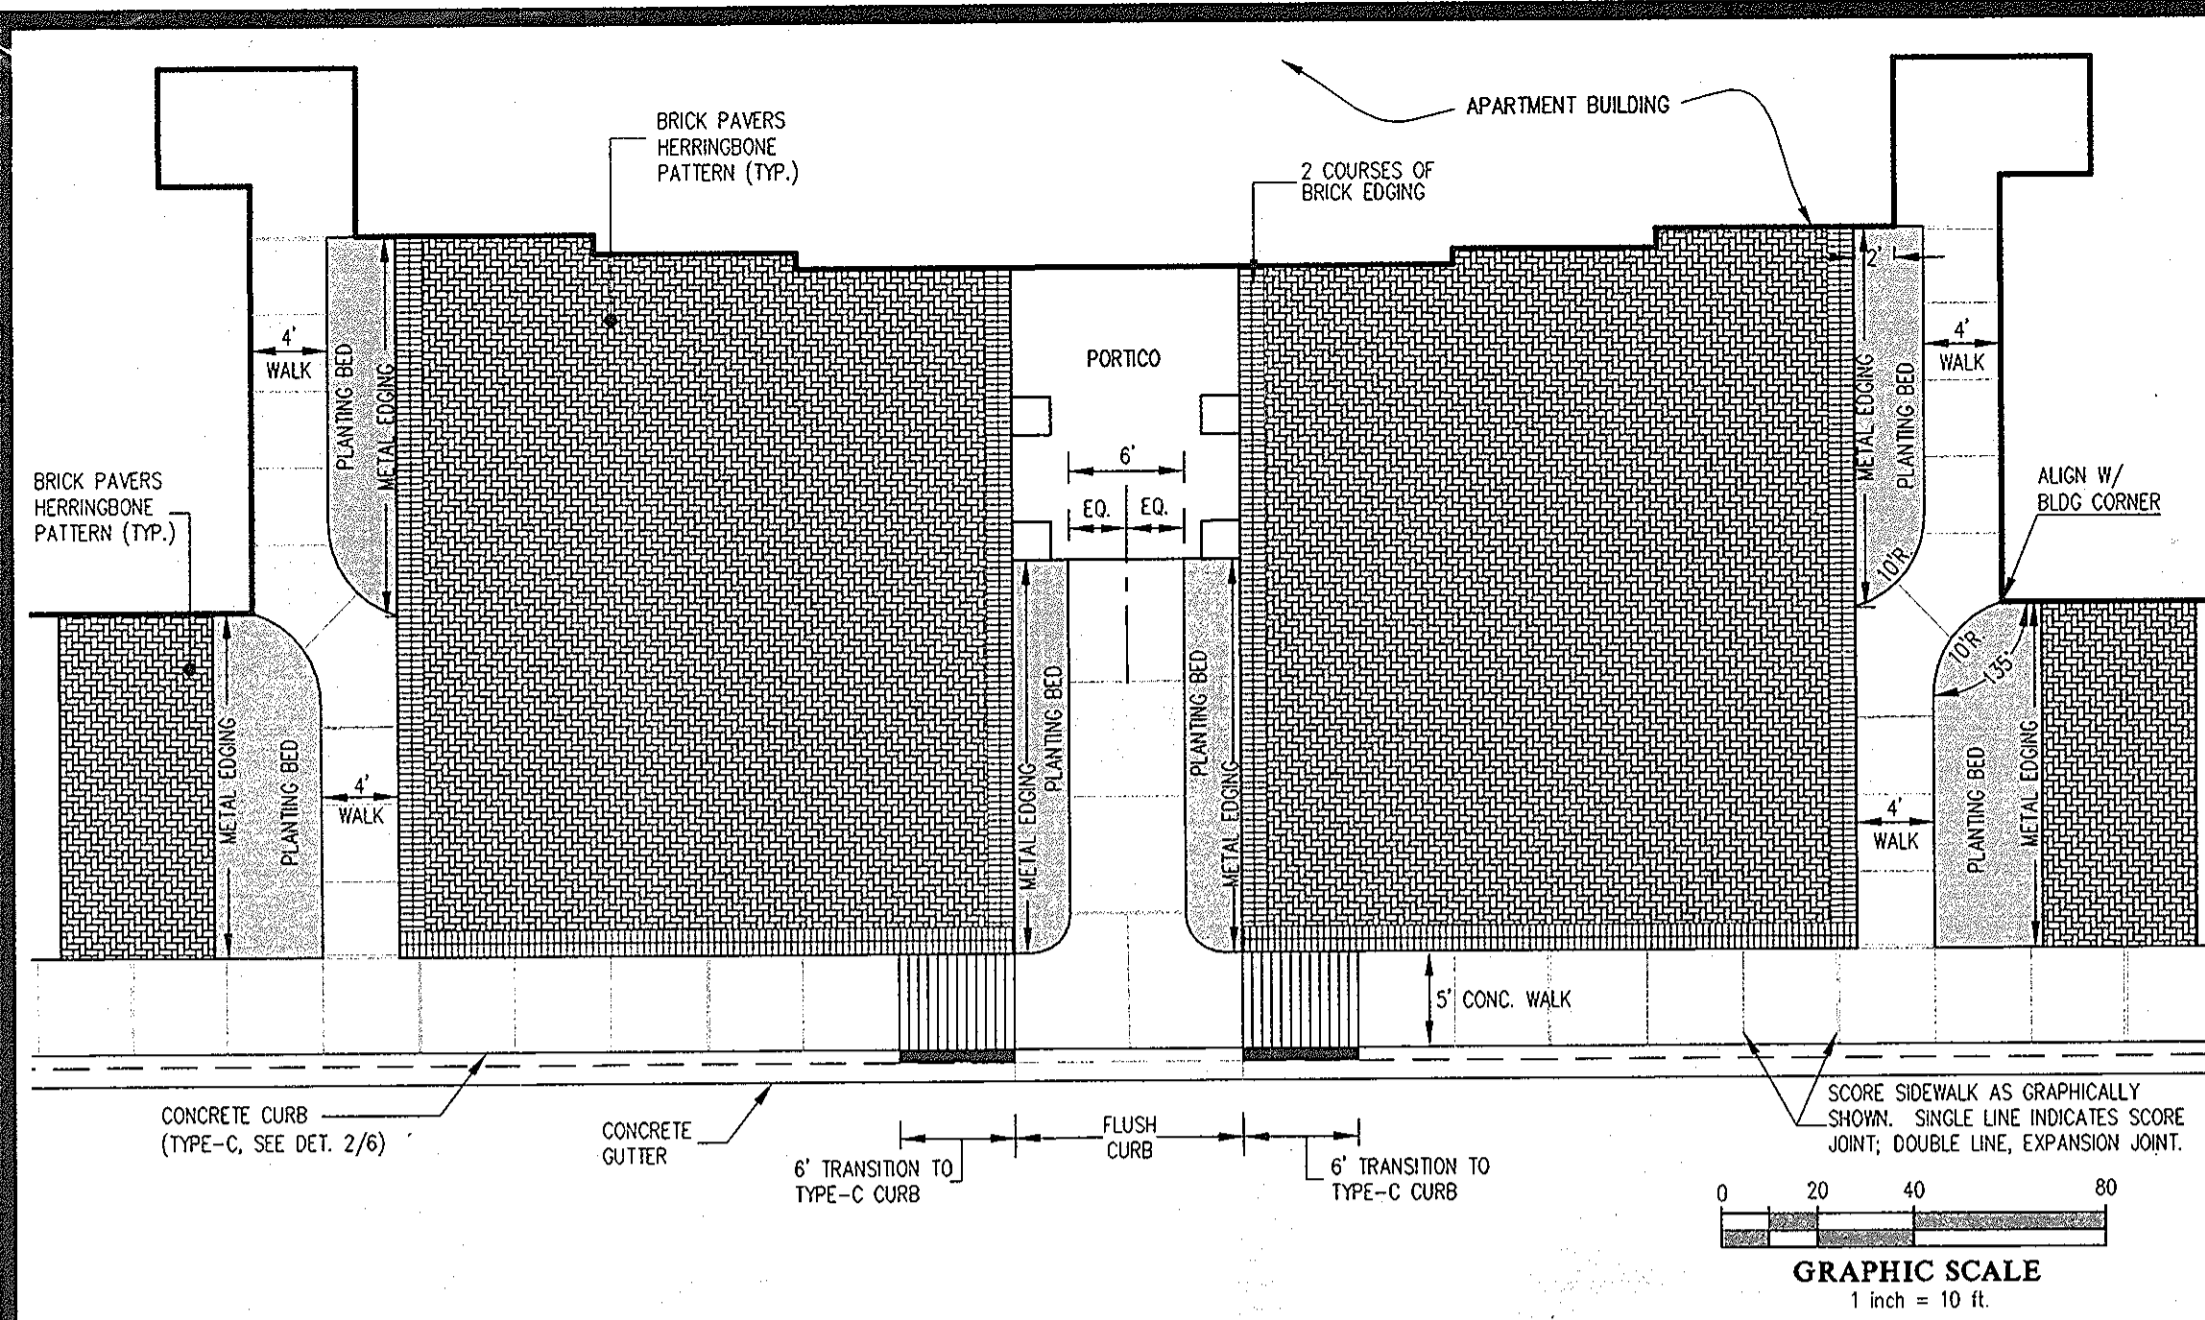 APARTMENT BUILDING
BRICK PAVERS
HERRINGBONE
PATTERN (TYP.)
2 COURSES OF
BRICK EDGING
2'
4'
WALK
PLANTING BED
METAL EDGING
PORTICO
METAL EDGING
PLANTING BED
4'
WALK
6'
EQ.
EQ.
BRICK PAVERS
HERRINGBONE
PATTERN (TYP.)
ALIGN W/
BLDG CORNER
10'R.
10'R
135°
METAL EDGING
PLANTING BED
4'
WALK
METAL EDGING
PLANTING BED
PLANTING BED
METAL EDGING
4'
WALK
PLANTING BED
METAL EDGING
5' CONC. WALK
CONCRETE CURB
(TYPE-C, SEE DET. 2/6)
CONCRETE
GUTTER
6' TRANSITION TO
TYPE-C CURB
FLUSH
CURB
6' TRANSITION TO
TYPE-C CURB
SCORE SIDEWALK AS GRAPHICALLY
SHOWN. SINGLE LINE INDICATES SCORE
JOINT; DOUBLE LINE, EXPANSION JOINT.
0 20 40 80
GRAPHIC SCALE
1 inch = 10 ft.